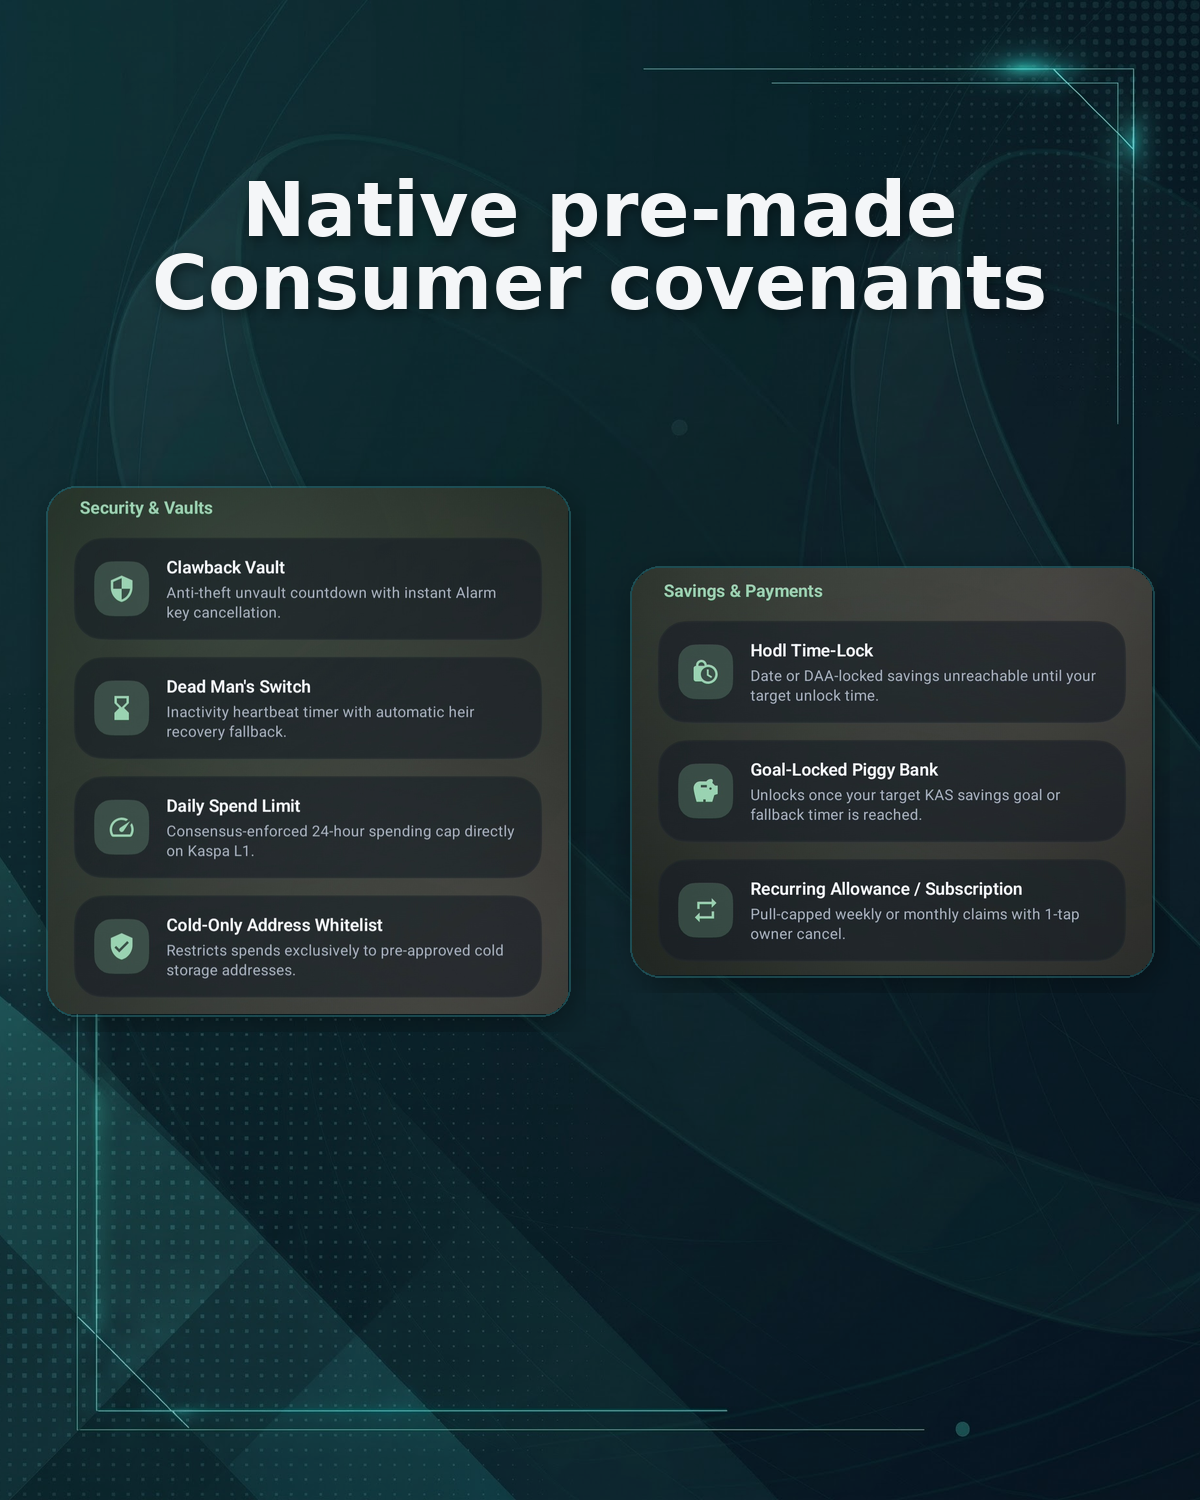 Native pre-made
Consumer covenants
Security & Vaults
Clawback Vault
Anti-theft unvault countdown with instant Alarm
key cancellation.
Dead Man's Switch
Inactivity heartbeat timer with automatic heir
recovery fallback.
Daily Spend Limit
Consensus-enforced 24-hour spending cap directly
on Kaspa L1.
Cold-Only Address Whitelist
Restricts spends exclusively to pre-approved cold
storage addresses.
Savings & Payments
Hodl Time-Lock
Date or DAA-locked savings unreachable until your
target unlock time.
Goal-Locked Piggy Bank
Unlocks once your target KAS savings goal or
fallback timer is reached.
Recurring Allowance / Subscription
Pull-capped weekly or monthly claims with 1-tap
owner cancel.